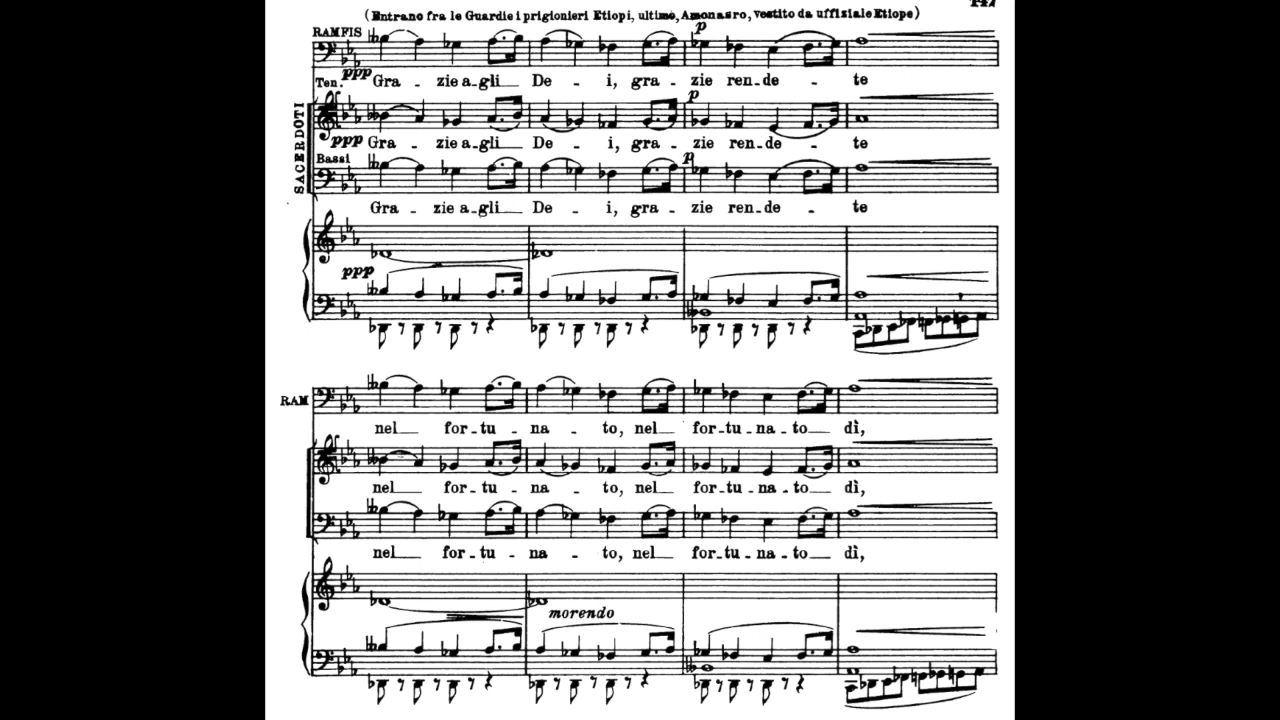 147
(Entrano fra le Guardie i prigionieri Etiopi, ultimo, Amonasro, vestito da uffiziale Etiope)
RAMFIS
p
ppp
Gra - zie a-gli De - i, gra - zie ren-de - te
Ten.
p
SACERDOTI
ppp Gra - zie a-gli De - i, gra - zie ren-de - te
Bassi
p
Gra - zie a-gli De - i, gra - zie ren-de - te
ppp
RAM
nel for-tu - na - to, nel for-tu-na-to dì,
nel for-tu - na - to, nel for-tu-na-to dì,
nel for-tu - na - to, nel for-tu-na-to dì,
morendo